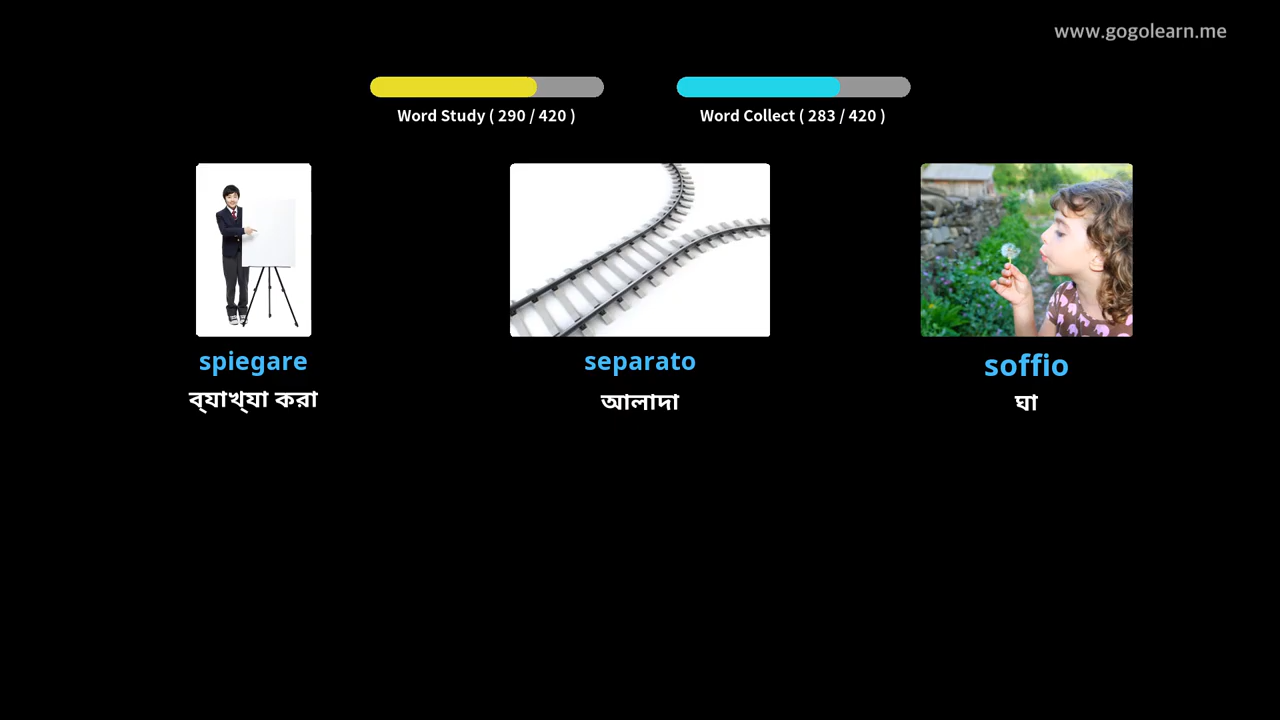 www.gogolearn.me
Word Study ( 290 / 420 )
Word Collect ( 283 / 420 )
spiegare
separato
soffio
ব্যাখ্যা করা
আলাদা
ঘা